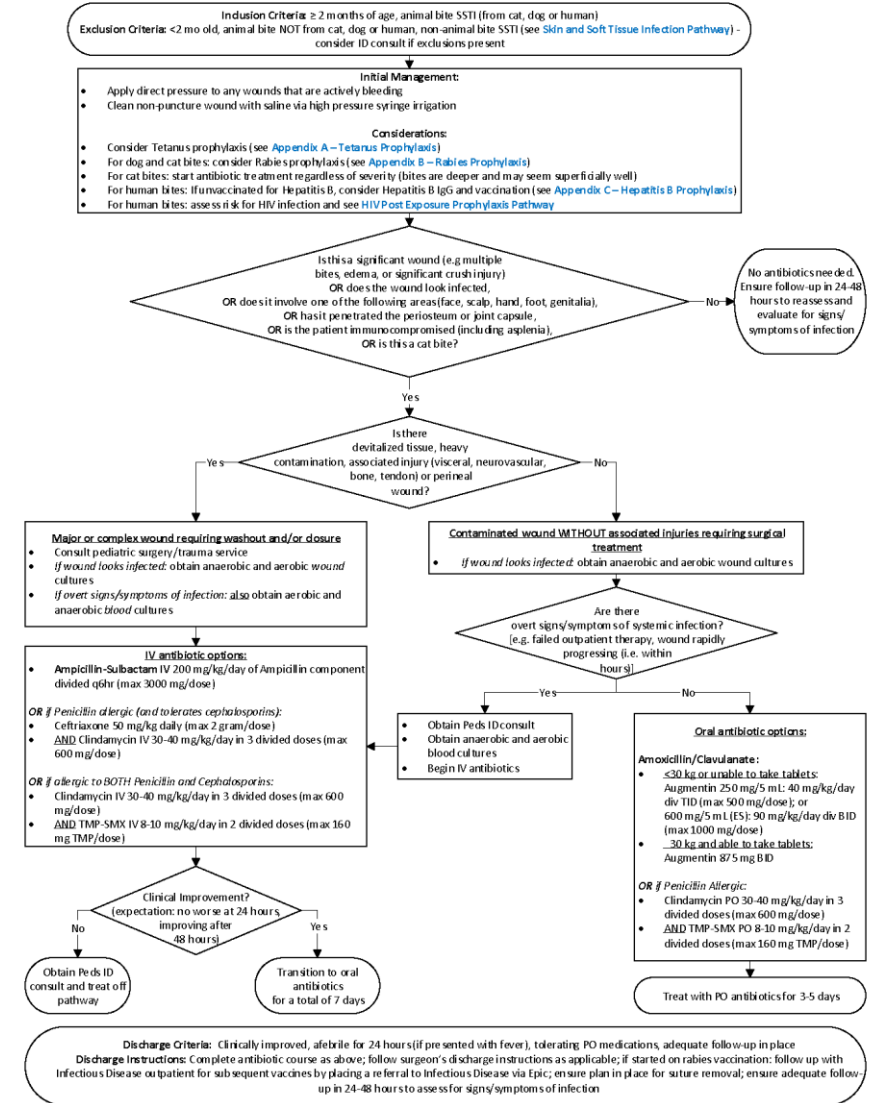 Inclusion Criteria: ≥ 2 months of age, animal bite SSTI (from cat, dog or human)
Exclusion Criteria: <2 mo old, animal bite NOT from cat, dog or human, non-animal bite SSTI (see Skin and Soft Tissue Infection Pathway) -
consider ID consult if exclusions present
Initial Management:
• Apply direct pressure to any wounds that are actively bleeding
• Clean non-puncture wound with saline via high pressure syringe irrigation
Considerations:
• Consider Tetanus prophylaxis (see Appendix A – Tetanus Prophylaxis)
• For dog and cat bites: consider Rabies prophylaxis (see Appendix B – Rabies Prophylaxis)
• For cat bites: start antibiotic treatment regardless of severity (bites are deeper and may seem superficially well)
• For human bites: If unvaccinated for Hepatitis B, consider Hepatitis B IgG and vaccination (see Appendix C – Hepatitis B Prophylaxis)
• For human bites: assess risk for HIV infection and see HIV Post Exposure Prophylaxis Pathway
Is this a significant wound (e.g multiple
bites, edema, or significant crush injury)
OR does the wound look infected,
OR does it involve one of the following areas (face, scalp, hand, foot, genitalia),
OR has it penetrated the periosteum or joint capsule,
OR is the patient immunocompromised (including asplenia),
OR is this a cat bite?
No
No antibiotics needed.
Ensure follow-up in 24-48
hours to reassess and
evaluate for signs/
symptoms of infection
Yes
Is there
devitalized tissue, heavy
contamination, associated injury (visceral, neurovascular,
bone, tendon) or perineal
wound?
Yes
No
Major or complex wound requiring washout and/or closure
• Consult pediatric surgery/trauma service
• If wound looks infected: obtain anaerobic and aerobic wound
cultures
• If overt signs/symptoms of infection: also obtain aerobic and
anaerobic blood cultures
Contaminated wound WITHOUT associated injuries requiring surgical
treatment
• If wound looks infected: obtain anaerobic and aerobic wound cultures
Are there
overt signs/symptoms of systemic infection?
[e.g. failed outpatient therapy, wound rapidly
progressing (i.e. within
hours)]
Yes
No
IV antibiotic options:
• Ampicillin-Sulbactam IV 200 mg/kg/day of Ampicillin component
divided q6hr (max 3000 mg/dose)
OR if Penicillin allergic (and tolerates cephalosporins):
• Ceftriaxone 50 mg/kg daily (max 2 gram/dose)
• AND Clindamycin IV 30-40 mg/kg/day in 3 divided doses (max
600 mg/dose)
OR if allergic to BOTH Penicillin and Cephalosporins:
• Clindamycin IV 30-40 mg/kg/day in 3 divided doses (max 600
mg/dose)
• AND TMP-SMX IV 8-10 mg/kg/day in 2 divided doses (max 160
mg TMP/dose)
• Obtain Peds ID consult
• Obtain anaerobic and aerobic
blood cultures
• Begin IV antibiotics
Oral antibiotic options:
Amoxicillin/Clavulanate:
• <30 kg or unable to take tablets:
Augmentin 250 mg/5 mL: 40 mg/kg/day
div TID (max 500 mg/dose); or
600 mg/5 mL (ES): 90 mg/kg/day div BID
(max 1000 mg/dose)
• 30 kg and able to take tablets:
Augmentin 875 mg BID
OR if Penicillin Allergic:
• Clindamycin PO 30-40 mg/kg/day in 3
divided doses (max 600 mg/dose)
• AND TMP-SMX PO 8-10 mg/kg/day in 2
divided doses (max 160 mg TMP/dose)
Clinical Improvement?
(expectation: no worse at 24 hours,
improving after
48 hours)
No
Yes
Obtain Peds ID
consult and treat off
pathway
Transition to oral
antibiotics
for a total of 7 days
Treat with PO antibiotics for 3-5 days
Discharge Criteria: Clinically improved, afebrile for 24 hours (if presented with fever), tolerating PO medications, adequate follow-up in place
Discharge Instructions: Complete antibiotic course as above; follow surgeon's discharge instructions as applicable; if started on rabies vaccination: follow up with
Infectious Disease outpatient for subsequent vaccines by placing a referral to Infectious Disease via Epic; ensure plan in place for suture removal; ensure adequate follow-
up in 24-48 hours to assess for signs/symptoms of infection